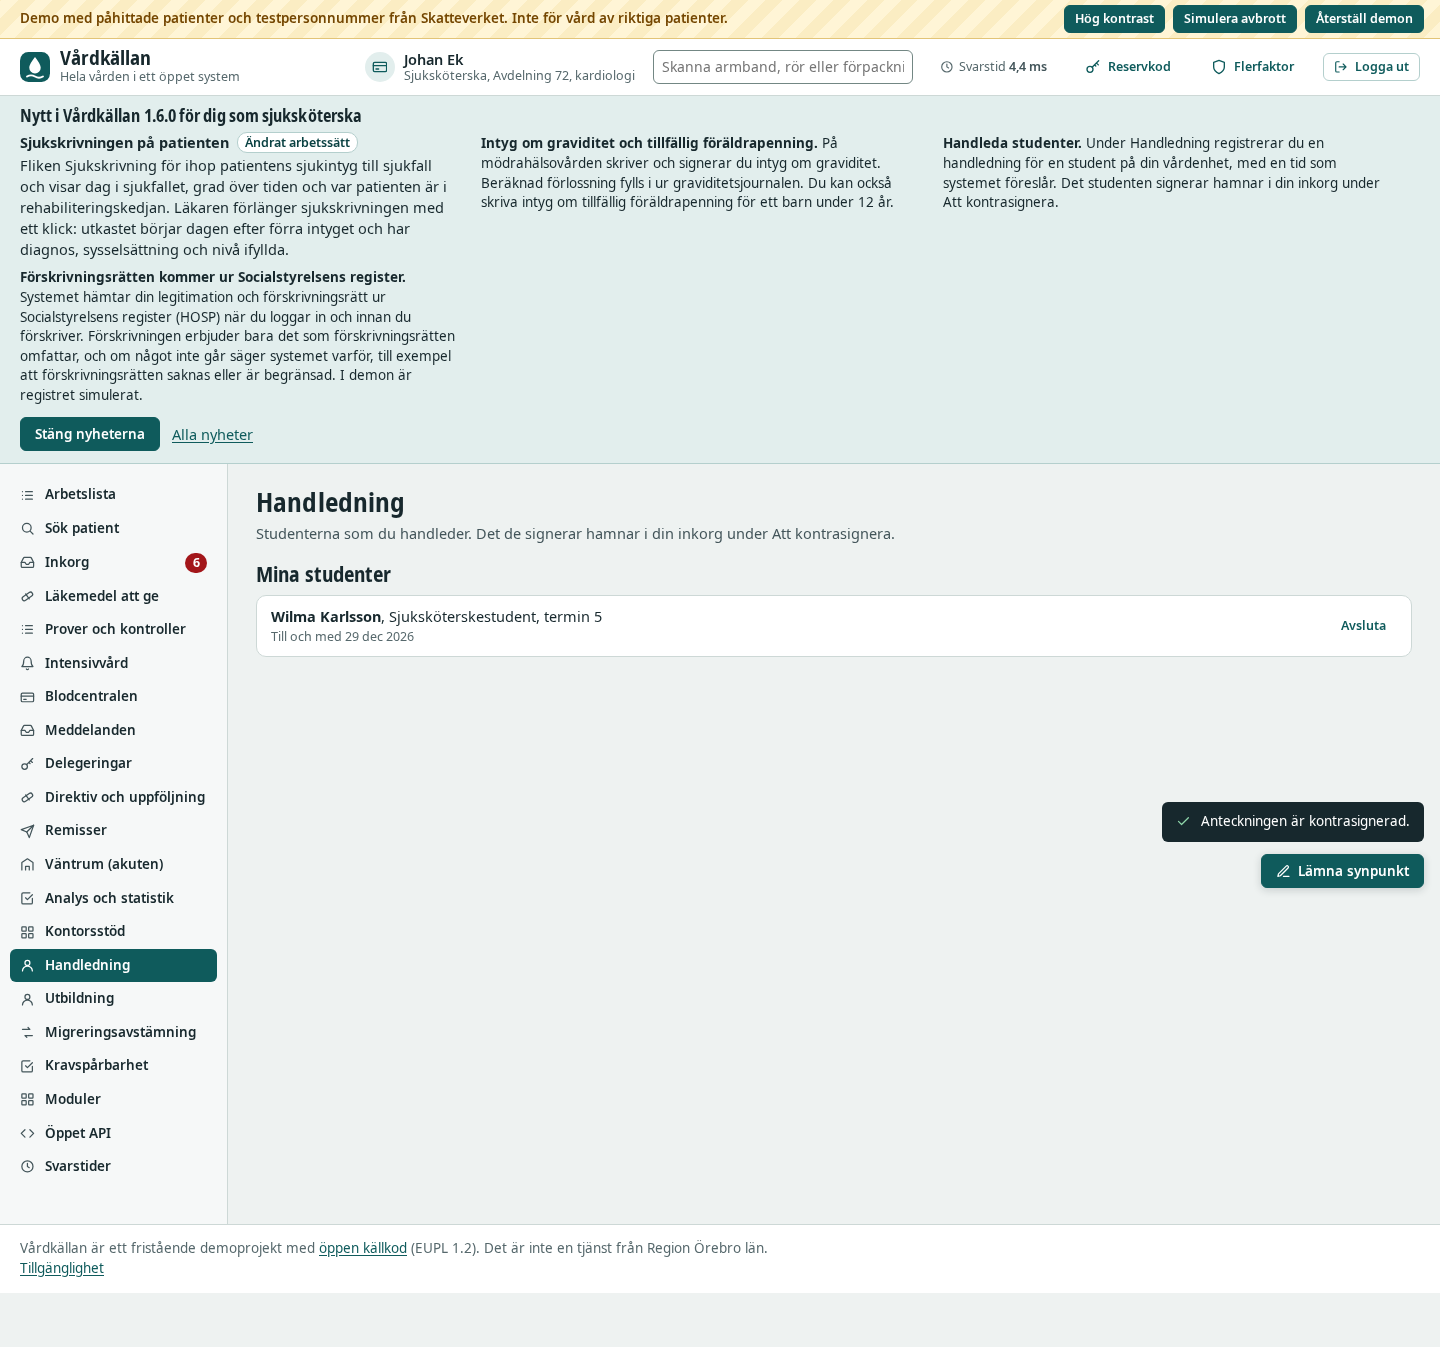 Demo med påhittade patienter och testpersonnummer från Skatteverket. Inte för vård av riktiga patienter.
Hög kontrast
Simulera avbrott
Återställ demon
Vårdkällan
Hela vården i ett öppet system
Johan Ek
Sjuksköterska, Avdelning 72, kardiologi
Skanna armband, rör eller förpackni
Svarstid 4,4 ms
Reservkod
Flerfaktor
Logga ut
Nytt i Vårdkällan 1.6.0 för dig som sjuksköterska
Sjukskrivningen på patienten
Ändrat arbetssätt
Fliken Sjukskrivning för ihop patientens sjukintyg till sjukfall
och visar dag i sjukfallet, grad över tiden och var patienten är i
rehabiliteringskedjan. Läkaren förlänger sjukskrivningen med
ett klick: utkastet börjar dagen efter förra intyget och har
diagnos, sysselsättning och nivå ifyllda.
Förskrivningsrätten kommer ur Socialstyrelsens register.
Systemet hämtar din legitimation och förskrivningsrätt ur
Socialstyrelsens register (HOSP) när du loggar in och innan du
förskriver. Förskrivningen erbjuder bara det som förskrivningsrätten
omfattar, och om något inte går säger systemet varför, till exempel
att förskrivningsrätten saknas eller är begränsad. I demon är
registret simulerat.
Intyg om graviditet och tillfällig föräldrapenning. På
mödrahälsovården skriver och signerar du intyg om graviditet.
Beräknad förlossning fylls i ur graviditetsjournalen. Du kan också
skriva intyg om tillfällig föräldrapenning för ett barn under 12 år.
Handleda studenter. Under Handledning registrerar du en
handledning för en student på din vårdenhet, med en tid som
systemet föreslår. Det studenten signerar hamnar i din inkorg under
Att kontrasignera.
Stäng nyheterna
Alla nyheter
Arbetslista
Sök patient
Inkorg
6
Läkemedel att ge
Prover och kontroller
Intensivvård
Blodcentralen
Meddelanden
Delegeringar
Direktiv och uppföljning
Remisser
Väntrum (akuten)
Analys och statistik
Kontorsstöd
Handledning
Utbildning
Migreringsavstämning
Kravspårbarhet
Moduler
Öppet API
Svarstider
Handledning
Studenterna som du handleder. Det de signerar hamnar i din inkorg under Att kontrasignera.
Mina studenter
Wilma Karlsson, Sjuksköterskestudent, termin 5
Till och med 29 dec 2026
Avsluta
Anteckningen är kontrasignerad.
Lämna synpunkt
Vårdkällan är ett fristående demoprojekt med öppen källkod (EUPL 1.2). Det är inte en tjänst från Region Örebro län.
Tillgänglighet